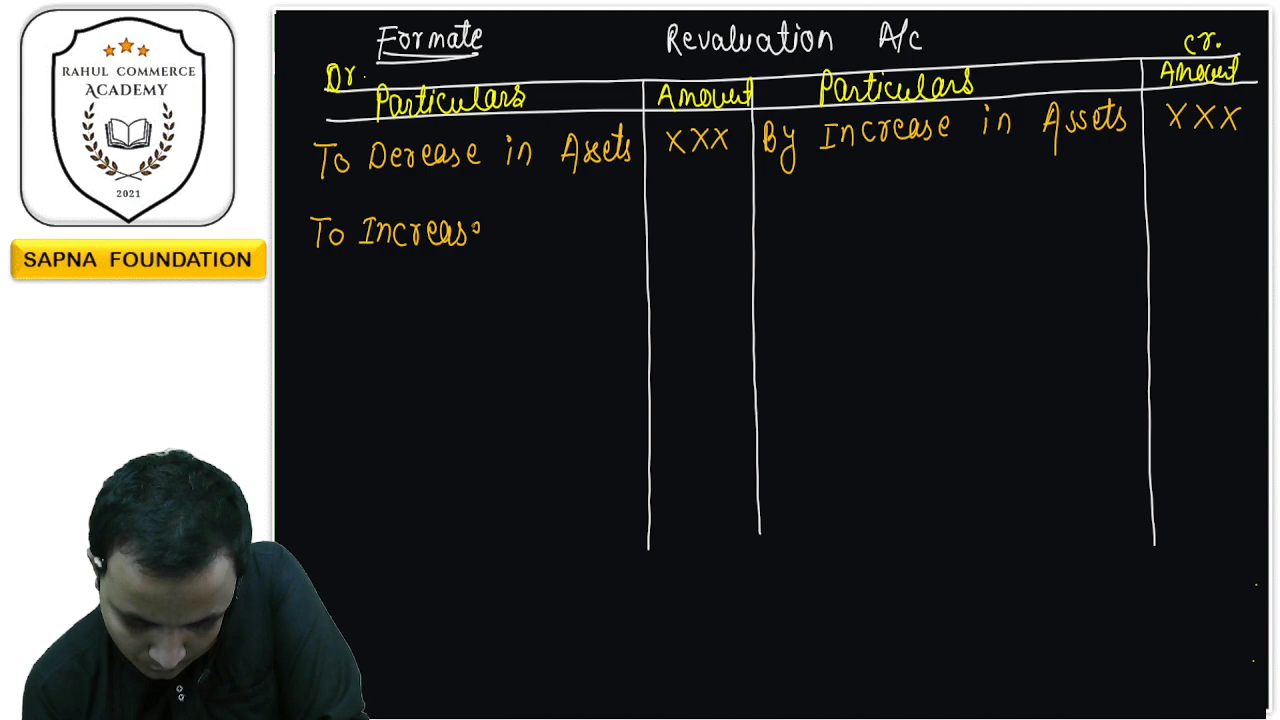 RAHUL COMMERCE
ACADEMY
2021
SAPNA FOUNDATION
Formate
Revaluation A/c
Dr.
Cr.
Particulars Amount Particulars Amount
To Derease in Assets XXX By Increase in Assets XXX
To Increas